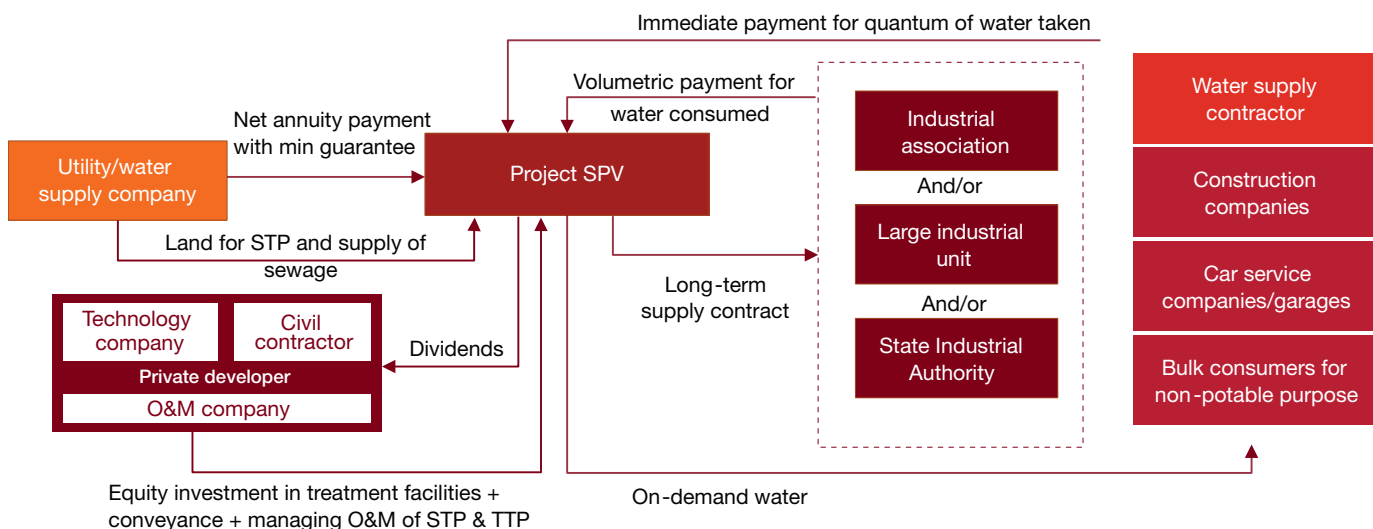 Immediate payment for quantum of water taken
Volumetric payment for
water consumed
Net annuity payment
with min guarantee
Utility/water
supply company
Project SPV
Land for STP and supply of
sewage
Industrial
association
And/or
Large industrial
unit
And/or
State Industrial
Authority
Long-term
supply contract
Water supply
contractor
Construction
companies
Car service
companies/garages
Bulk consumers for
non-potable purpose
Technology
company
Civil
contractor
Private developer
O&M company
Dividends
Equity investment in treatment facilities +
conveyance + managing O&M of STP & TTP
On-demand water